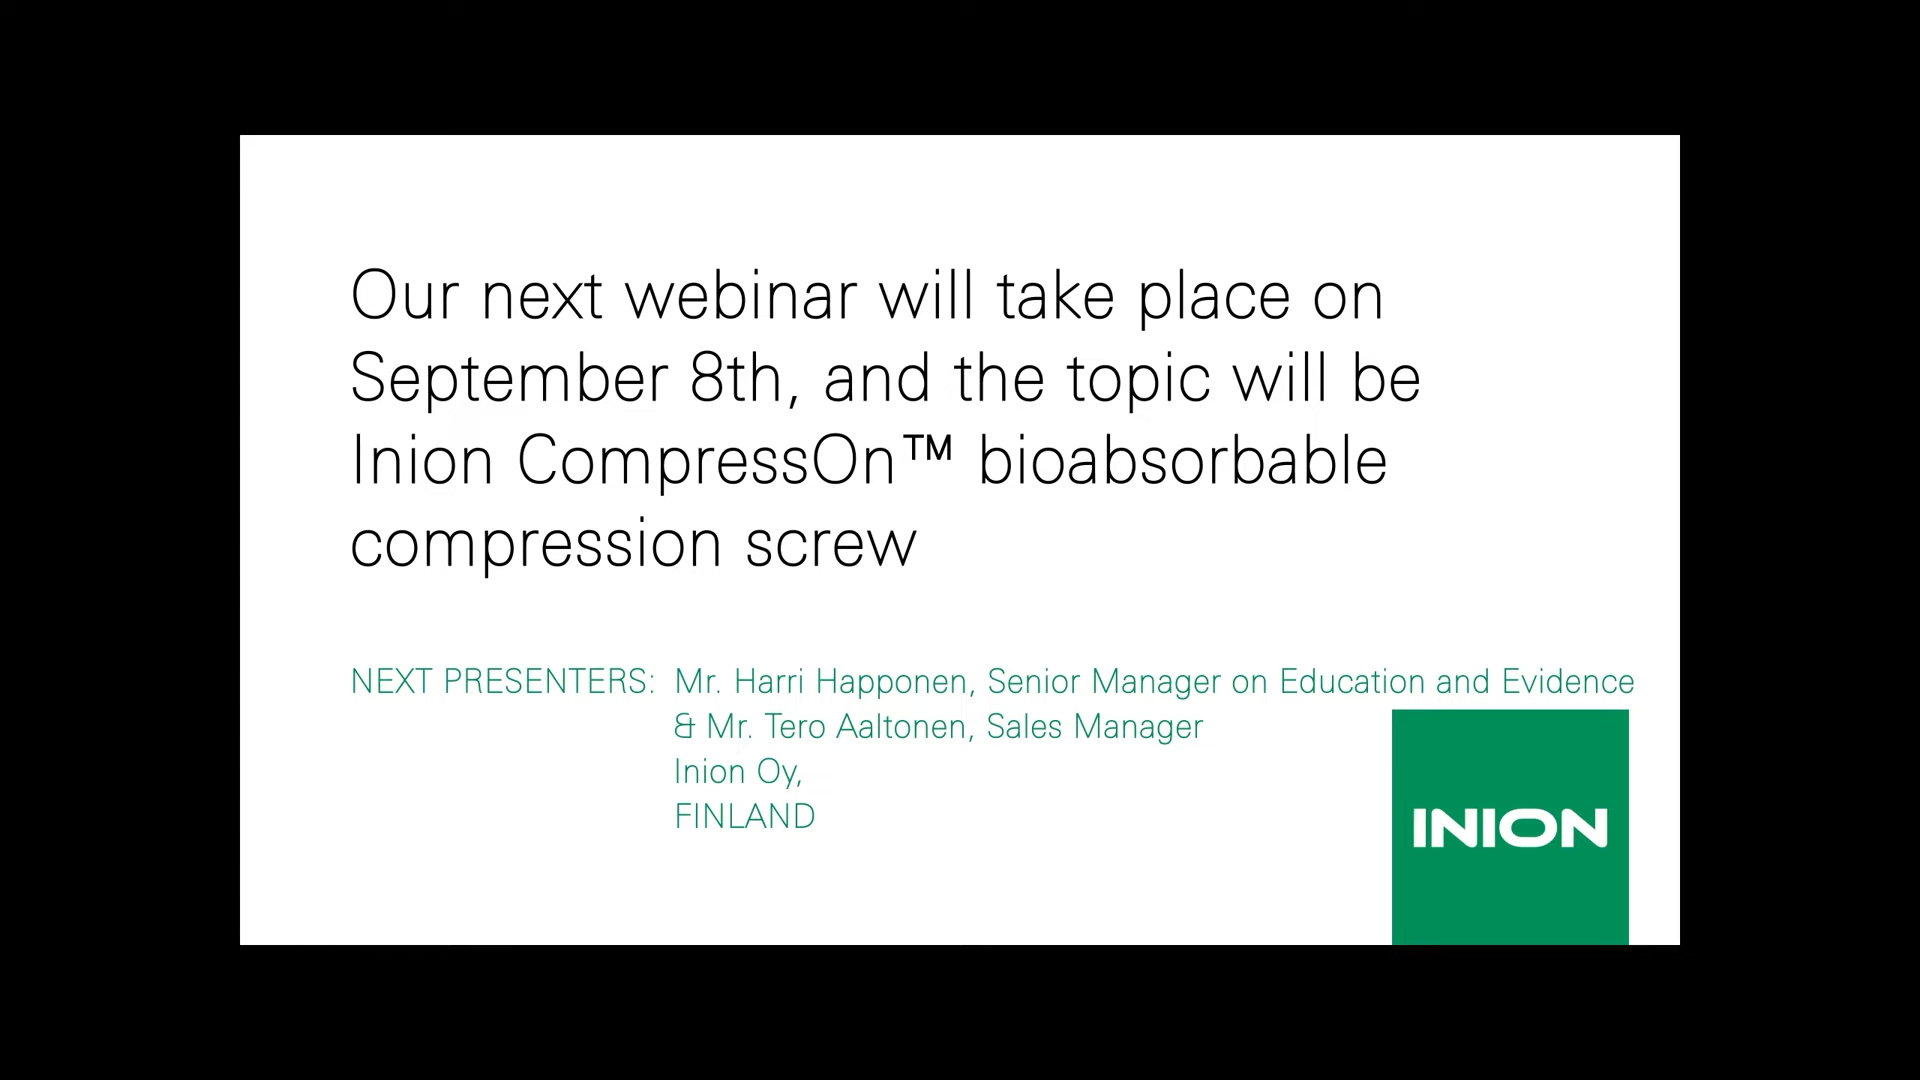 Our next webinar will take place on
September 8th, and the topic will be
Inion CompressOn™ bioabsorbable
compression screw
NEXT PRESENTERS: Mr. Harri Happonen, Senior Manager on Education and Evidence
& Mr. Tero Aaltonen, Sales Manager
Inion Oy,
FINLAND
INION